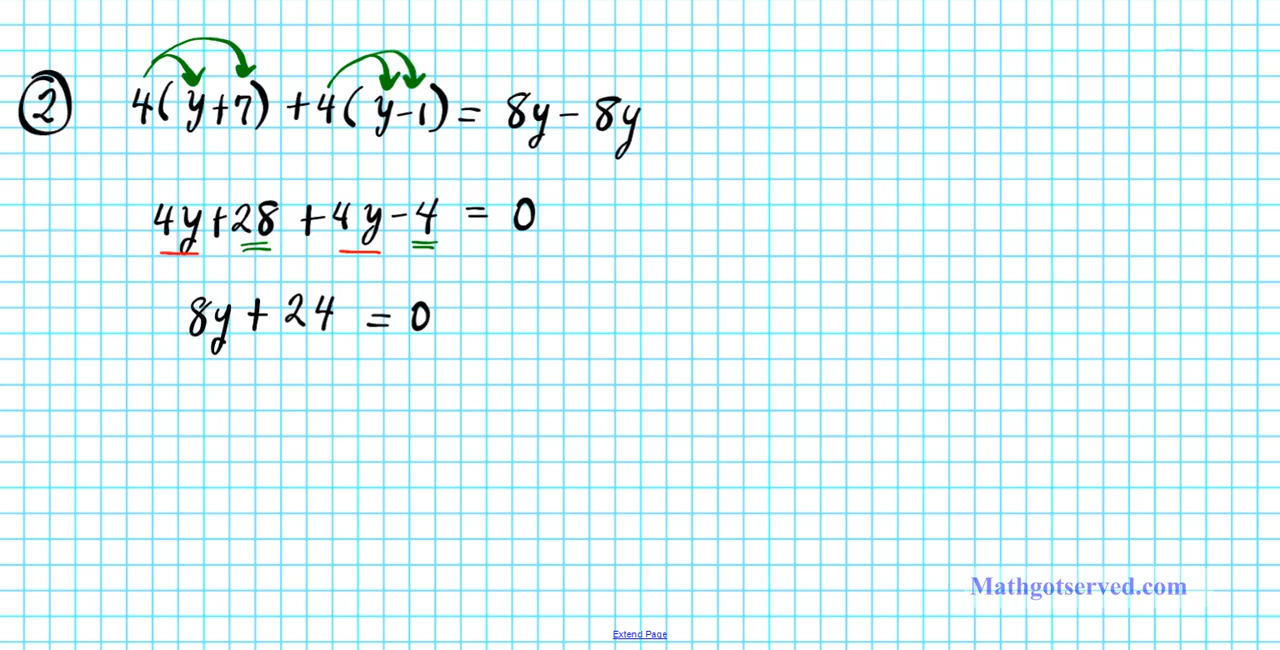 ② 4(y+7) +4(y-1) = 8y - 8y
4y+28 +4y-4 = 0
8y + 24 = 0
Mathgotserved.com
Extend Page